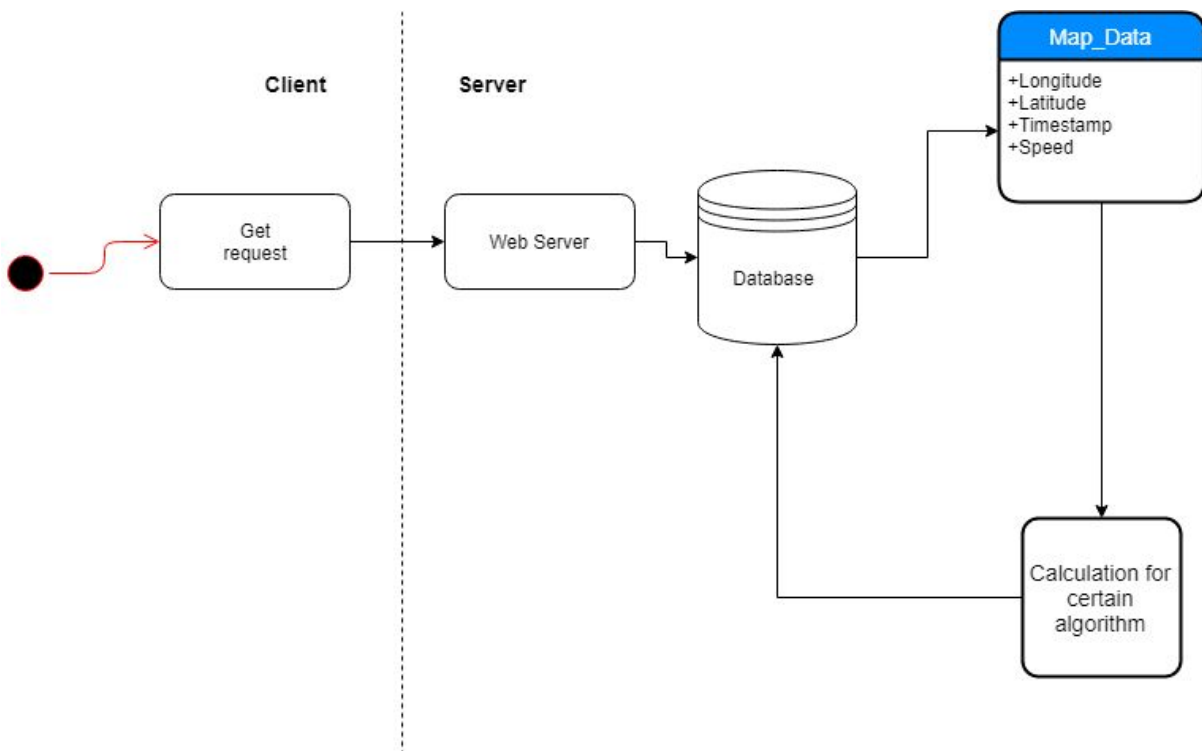 Client
Server
Get
request
Web Server
Database
Map_Data
+Longitude
+Latitude
+Timestamp
+Speed
Calculation for
certain
algorithm